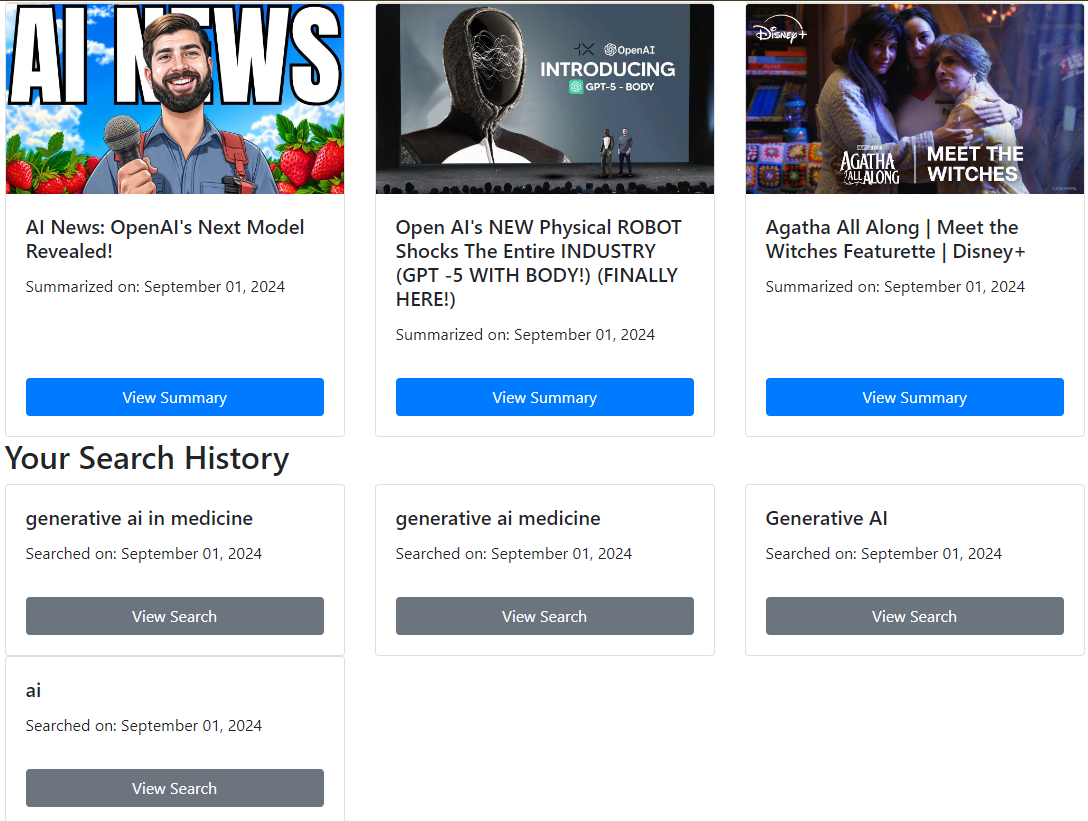 AI NEWS
1X OpenAI
INTRODUCING
GPT-5 - BODY
Disney+
AGATHA
ALL ALONG
MEET THE
WITCHES
AI News: OpenAI's Next Model
Revealed!
Summarized on: September 01, 2024
View Summary
Open AI's NEW Physical ROBOT
Shocks The Entire INDUSTRY
(GPT -5 WITH BODY!) (FINALLY
HERE!)
Summarized on: September 01, 2024
View Summary
Agatha All Along | Meet the
Witches Featurette | Disney+
Summarized on: September 01, 2024
View Summary
Your Search History
generative ai in medicine
Searched on: September 01, 2024
View Search
generative ai medicine
Searched on: September 01, 2024
View Search
Generative AI
Searched on: September 01, 2024
View Search
ai
Searched on: September 01, 2024
View Search